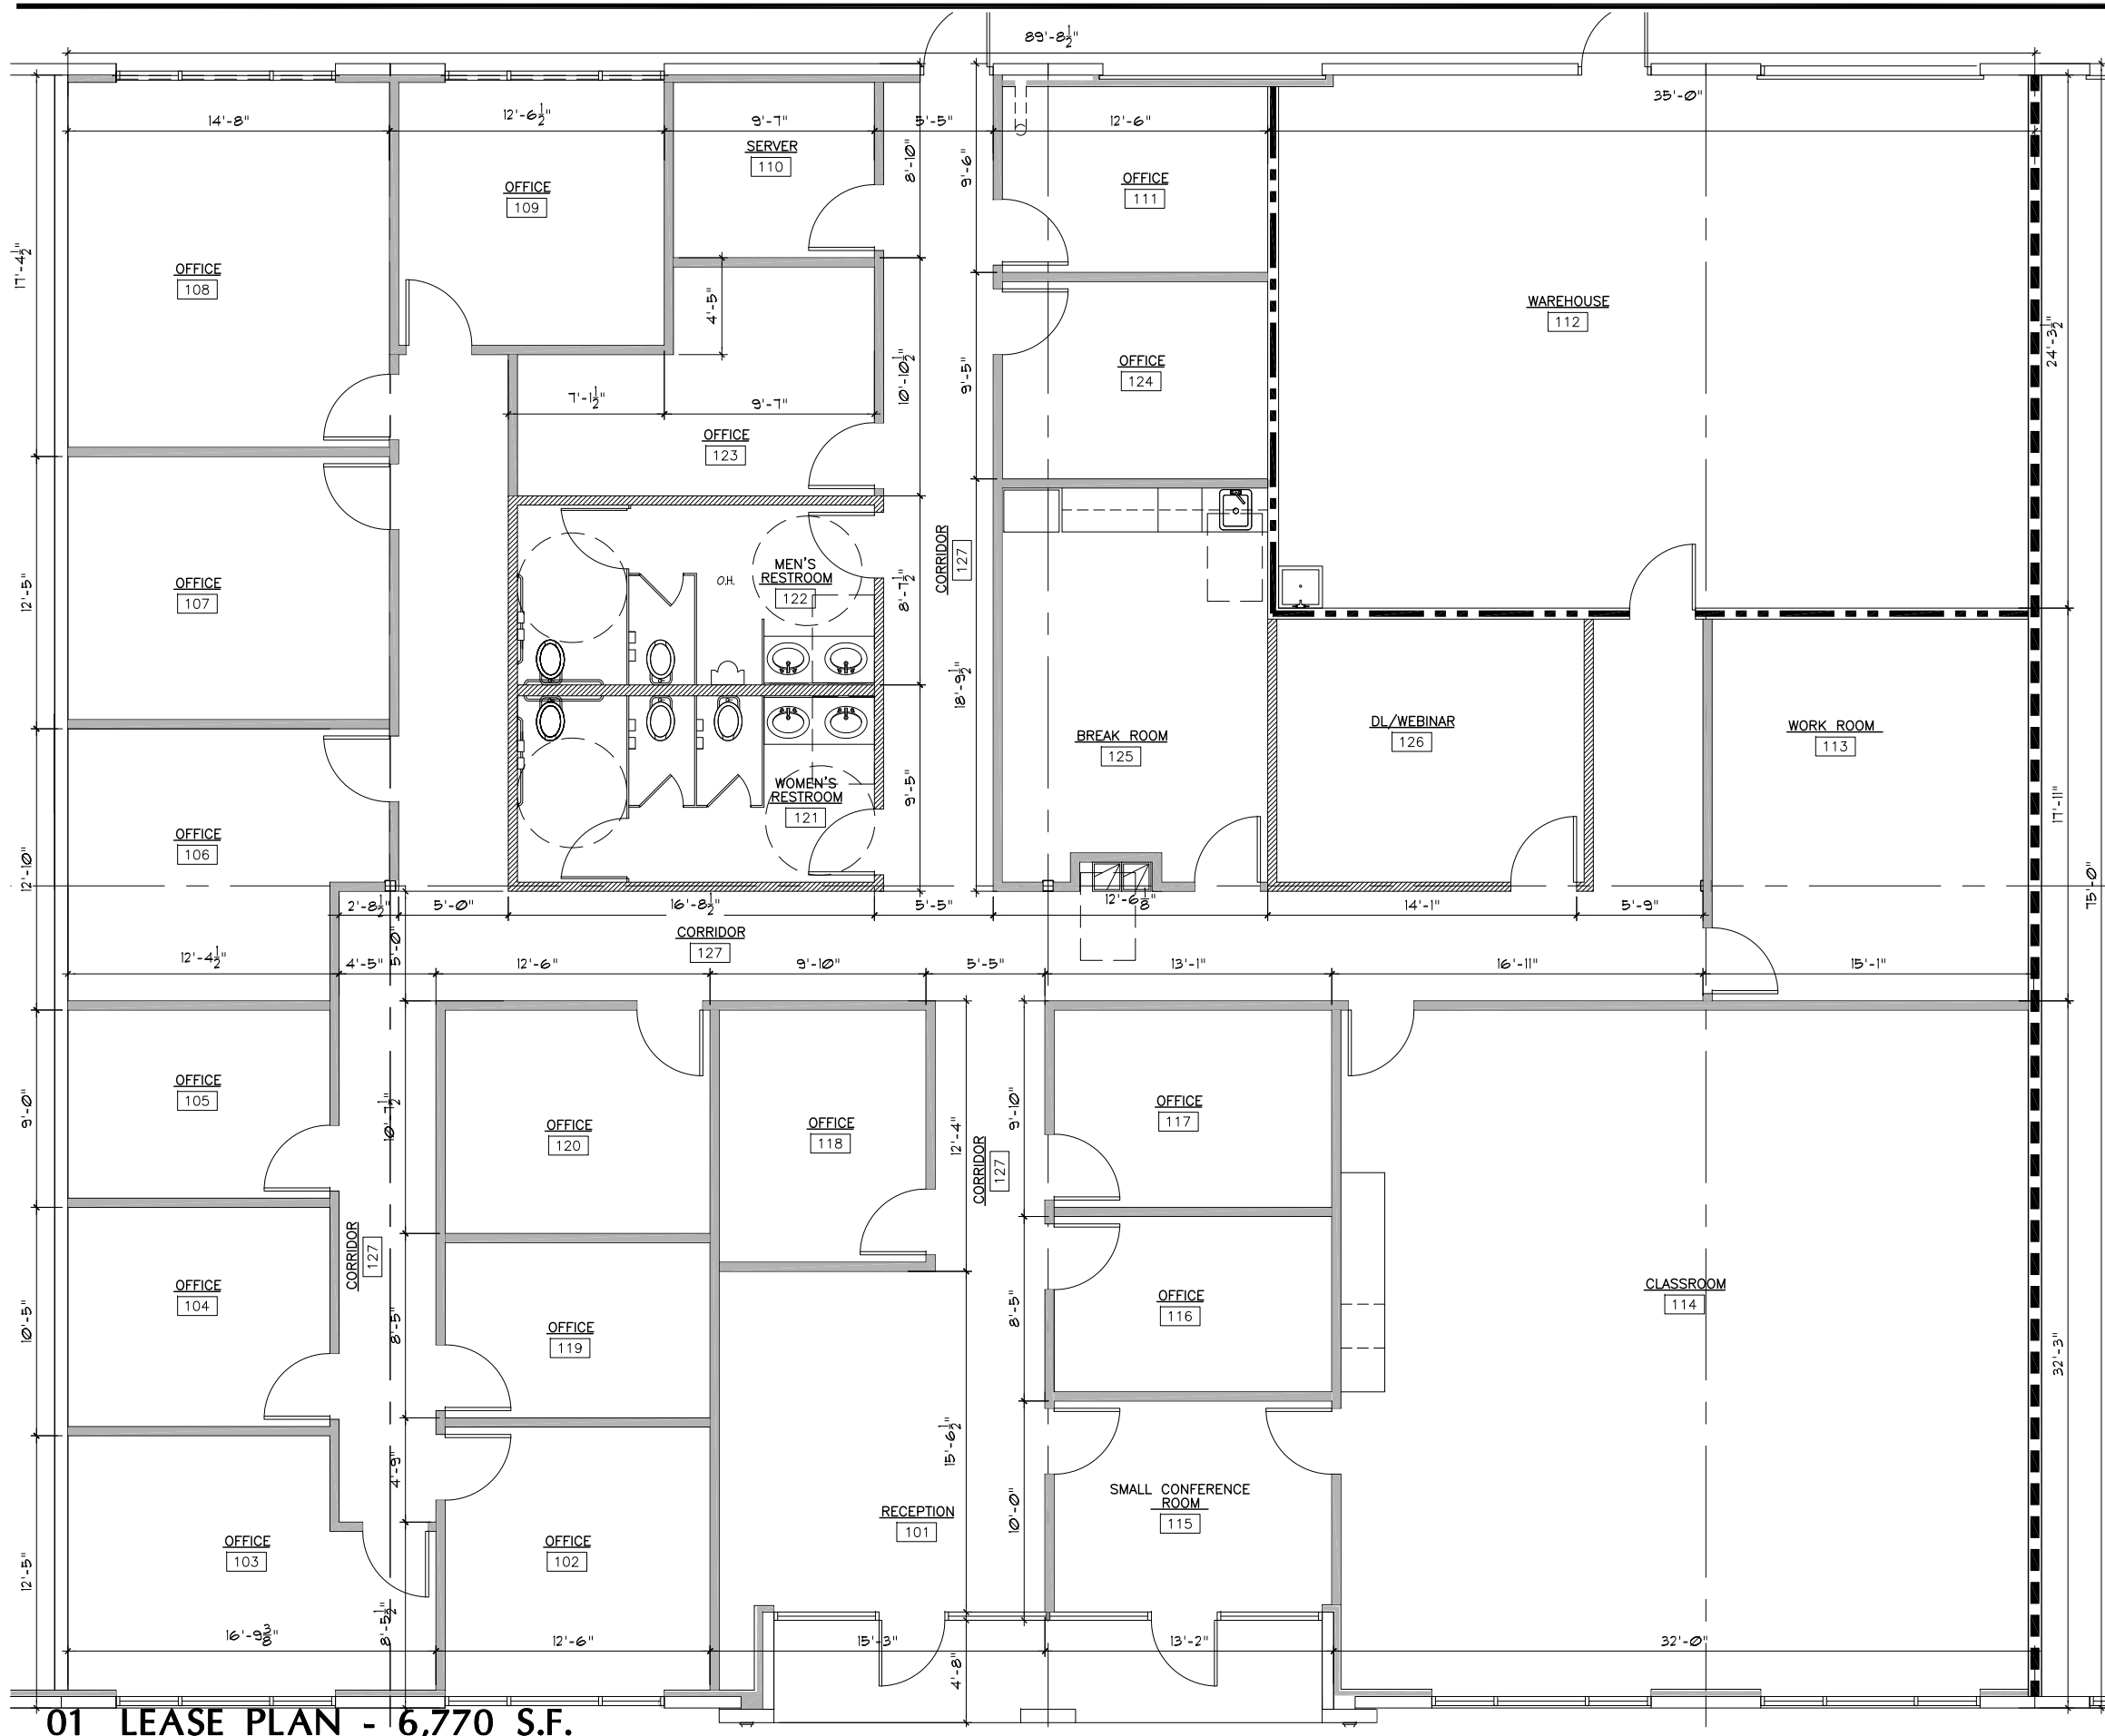 89'-8½"
35'-0"
14'-8"
12'-6½"
9'-7"
5'-5"
12'-6"
SERVER
110
8'-10"
9'-6"
OFFICE
109
OFFICE
111
17'-4½"
OFFICE
108
4'-5"
WAREHOUSE
112
24'-3½"
10'-10½"
9'-5"
OFFICE
124
7'-1½"
9'-7"
OFFICE
123
12'-5"
OFFICE
107
CORRIDOR
127
O.H.
MEN'S
RESTROOM
122
8'-7½"
18'-9½"
BREAK ROOM
125
DL/WEBINAR
126
WORK ROOM
113
WOMEN'S
RESTROOM
121
9'-5"
17'-11"
12'-10"
OFFICE
106
75'-0"
2'-8½"
5'-0"
16'-8½"
5'-5"
12'-6⅛"
14'-1"
5'-9"
5'-0"
CORRIDOR
127
12'-4½"
4'-5"
12'-6"
9'-10"
5'-5"
13'-1"
16'-11"
15'-1"
9'-0"
OFFICE
105
10'-7½"
OFFICE
120
OFFICE
118
12'-4"
CORRIDOR
127
9'-10"
OFFICE
117
CORRIDOR
127
10'-5"
OFFICE
104
8'-5"
OFFICE
119
8'-5"
OFFICE
116
CLASSROOM
114
32'-3"
15'-6½"
4'-9"
SMALL CONFERENCE
ROOM
115
10'-0"
RECEPTION
101
12'-5"
OFFICE
103
OFFICE
102
8'-5½"
16'-9⅜"
12'-6"
15'-3"
13'-2"
32'-0"
4'-8"
01 LEASE PLAN - 6,770 S.F.